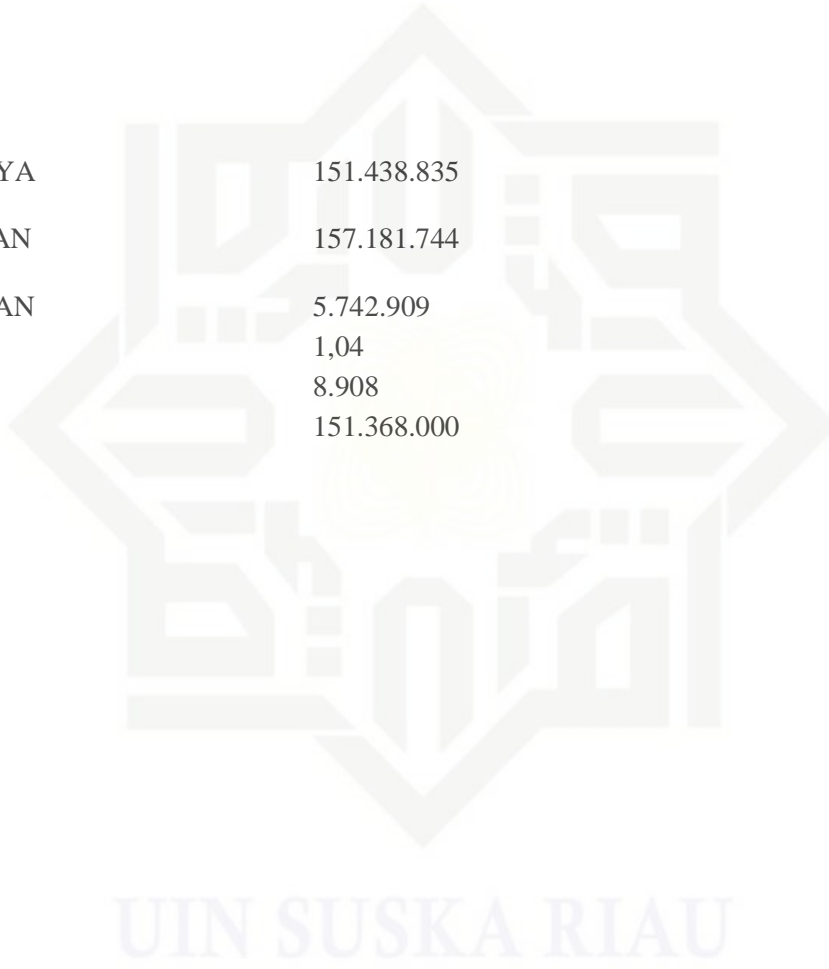 YA 151.438.835
AN 157.181.744
AN 5.742.909
1,04
8.908
151.368.000
UIN SUSKA RIAU